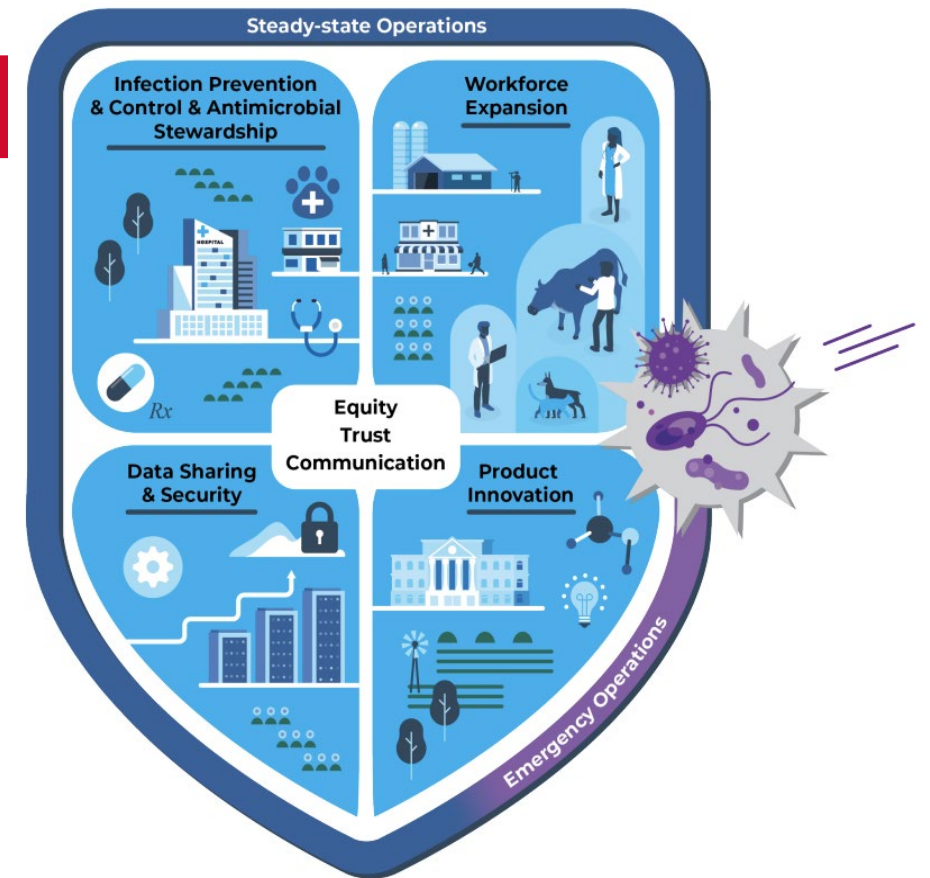 Steady-state Operations
Infection Prevention
& Control & Antimicrobial
Stewardship
Workforce
Expansion
HOSPITAL
Rx
Equity
Trust
Communication
Data Sharing
& Security
Product
Innovation
Emergency Operations